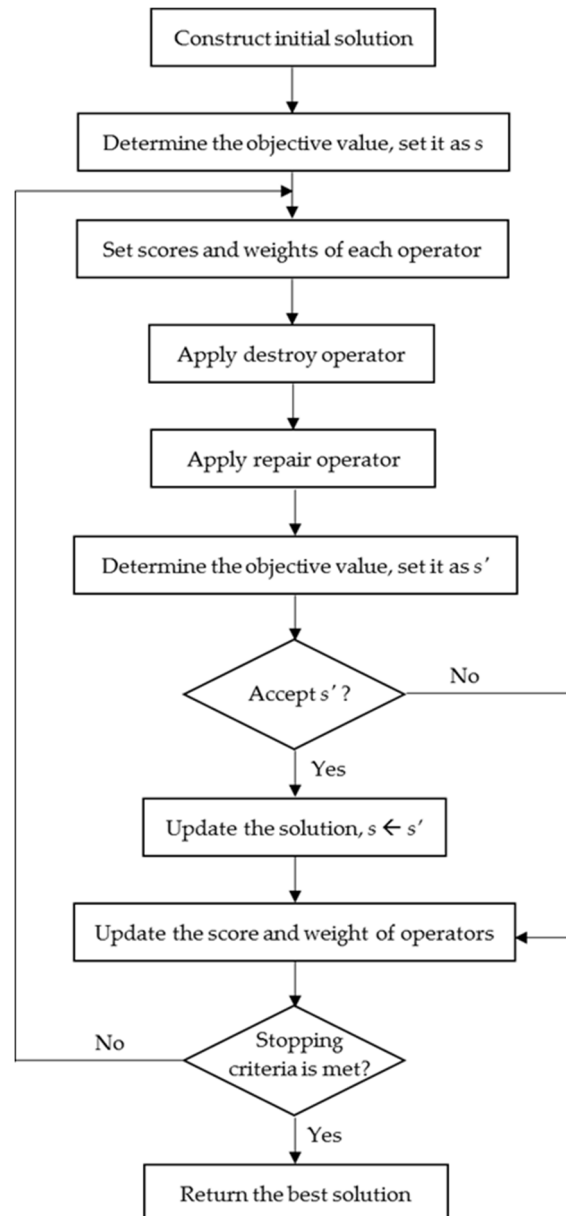 Construct initial solution
Determine the objective value, set it as s
Set scores and weights of each operator
Apply destroy operator
Apply repair operator
Determine the objective value, set it as s′
Accept s′ ?
No
Yes
Update the solution, s ← s′
Update the score and weight of operators
Stopping
criteria is met?
No
Yes
Return the best solution